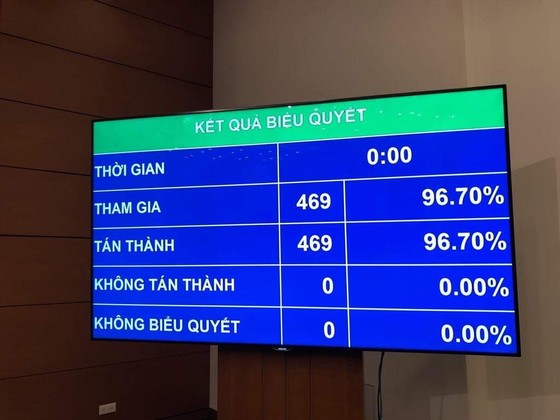 KẾT QUẢ BIỂU QUYẾT
THỜI GIAN 0:00
THAM GIA 469 96.70%
TÁN THÀNH 469 96.70%
KHÔNG TÁN THÀNH 0 0.00%
KHÔNG BIỂU QUYẾT 0 0.00%